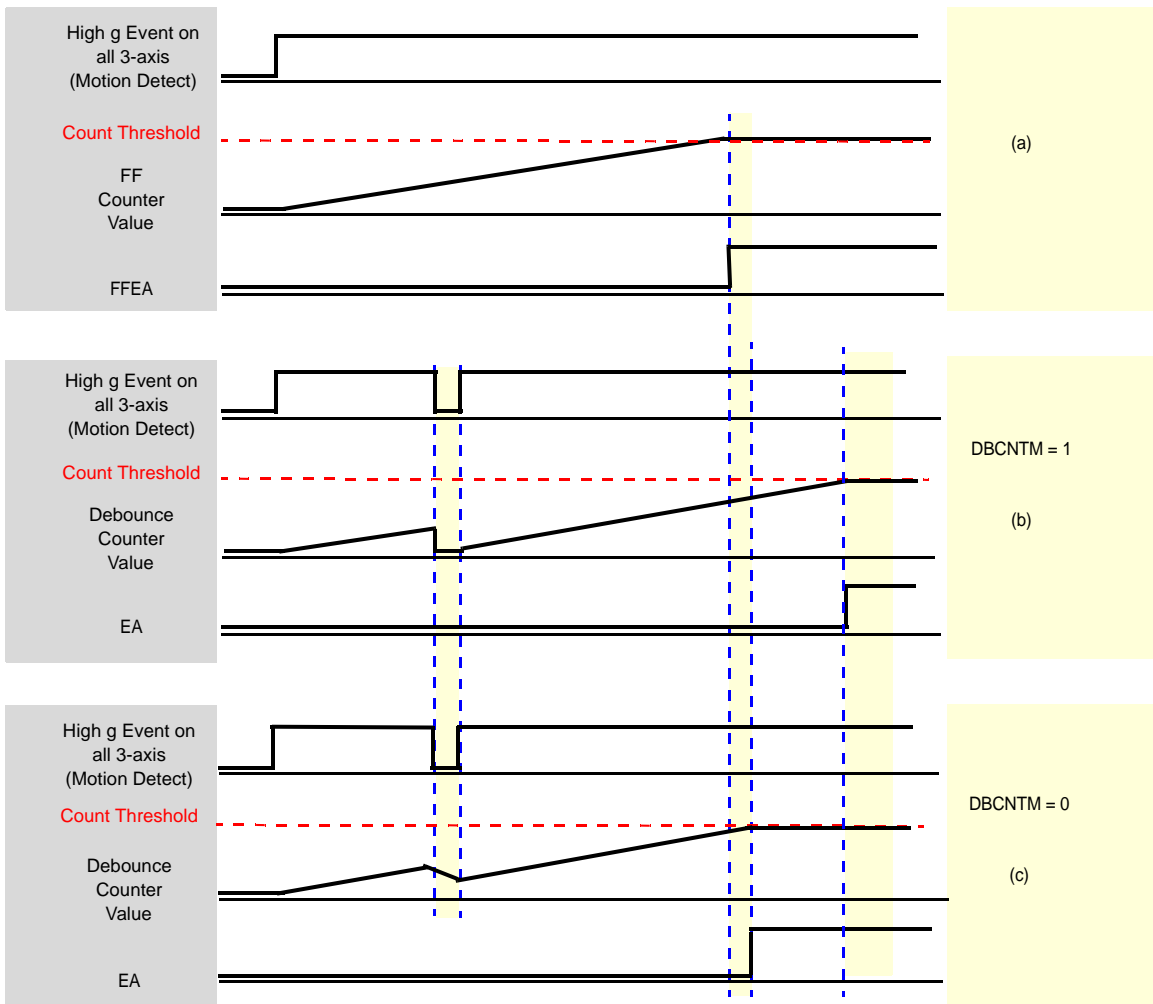 High g Event on
all 3-axis
(Motion Detect)
Count Threshold
FF
Counter
Value
FFEA
(a)
High g Event on
all 3-axis
(Motion Detect)
Count Threshold
Debounce
Counter
Value
EA
DBCNTM = 1
(b)
High g Event on
all 3-axis
(Motion Detect)
Count Threshold
Debounce
Counter
Value
EA
DBCNTM = 0
(c)